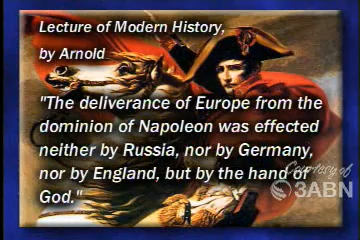 Lecture of Modern History,
by Arnold
"The deliverance of Europe from the
dominion of Napoleon was effected
neither by Russia, nor by Germany,
nor by England, but by the hand of
God."
Courtesy of
3ABN